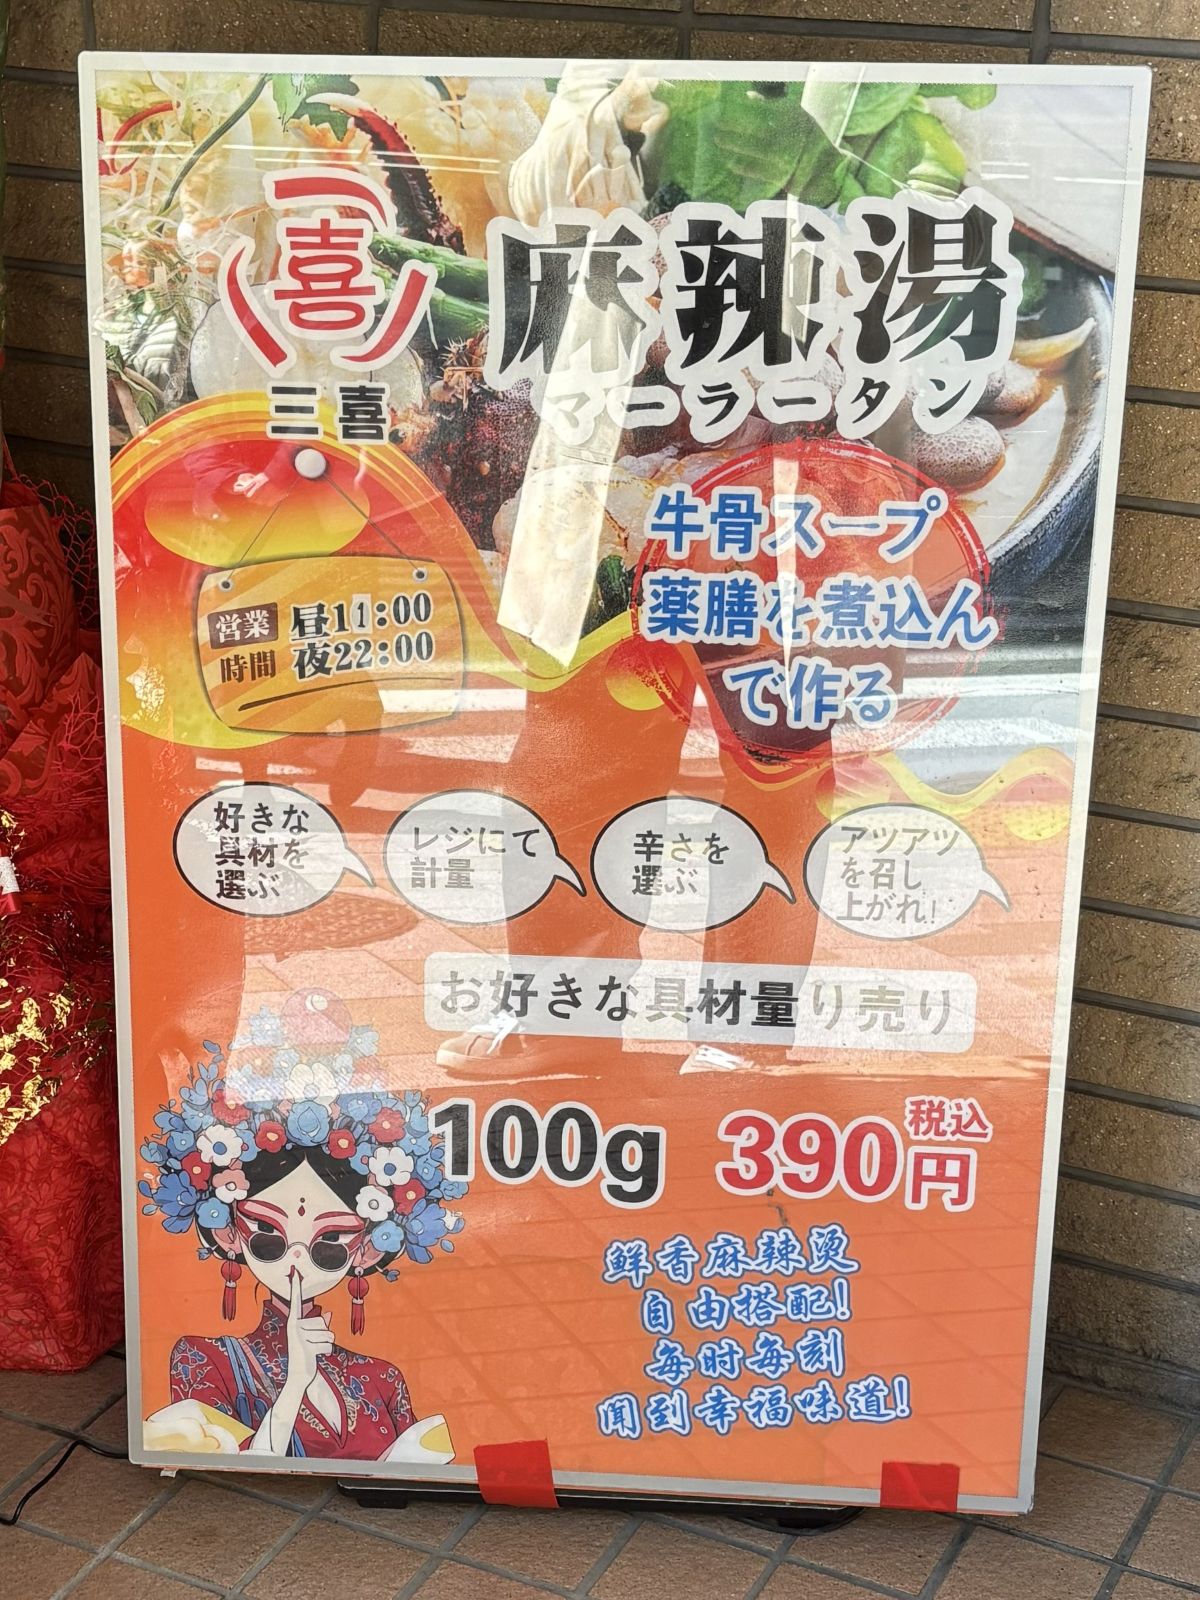 喜
三喜
麻辣湯
マーラータン
牛骨スープ
薬膳を煮込ん
で作る
営業
時間
昼11:00
夜22:00
好きな
具材を
選ぶ
レジにて
計量
辛さを
選ぶ
アツアツ
を召し
上がれ!
お好きな具材量り売り
100g 390円
税込
鲜香麻辣烫
自由搭配!
每时每刻
闻到幸福味道!